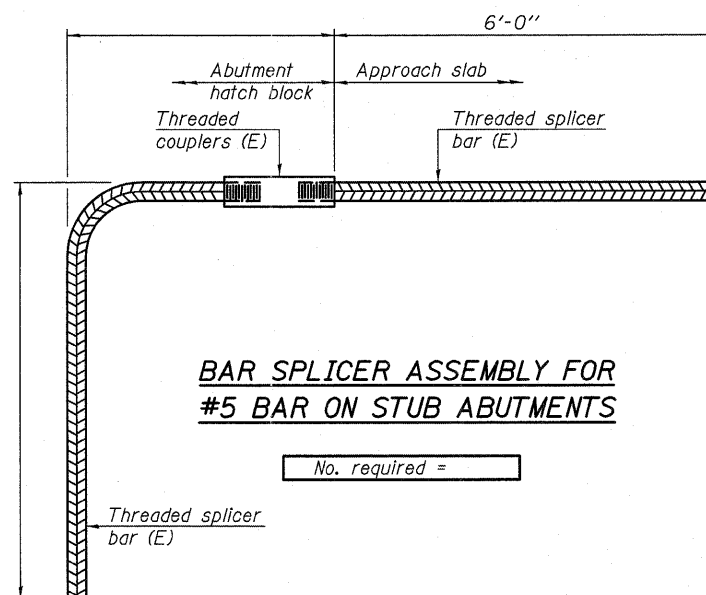 6'-0"
Abutment
hatch block
Approach slab
Threaded
couplers (E)
Threaded splicer
bar (E)
BAR SPLICER ASSEMBLY FOR
#5 BAR ON STUB ABUTMENTS
No. required =
Threaded splicer
bar (E)